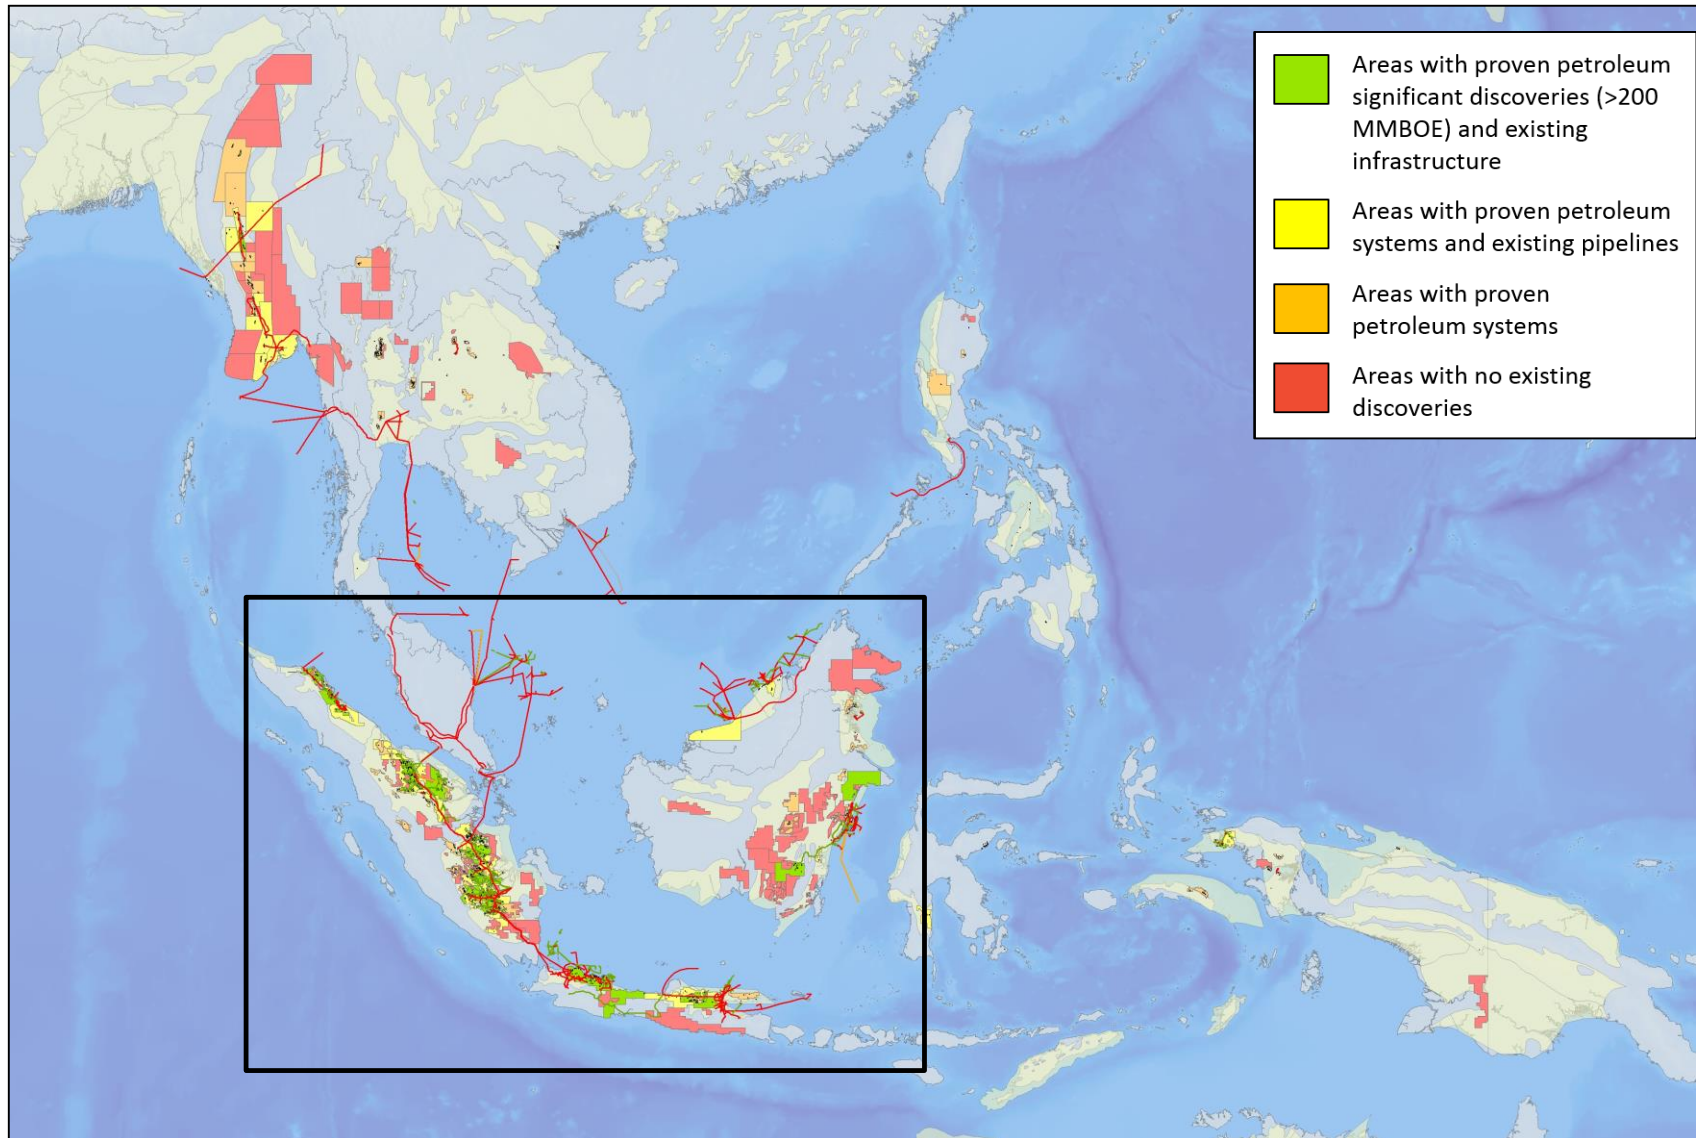 Areas with proven petroleum
significant discoveries (>200
MMBOE) and existing
infrastructure
Areas with proven petroleum
systems and existing pipelines
Areas with proven
petroleum systems
Areas with no existing
discoveries